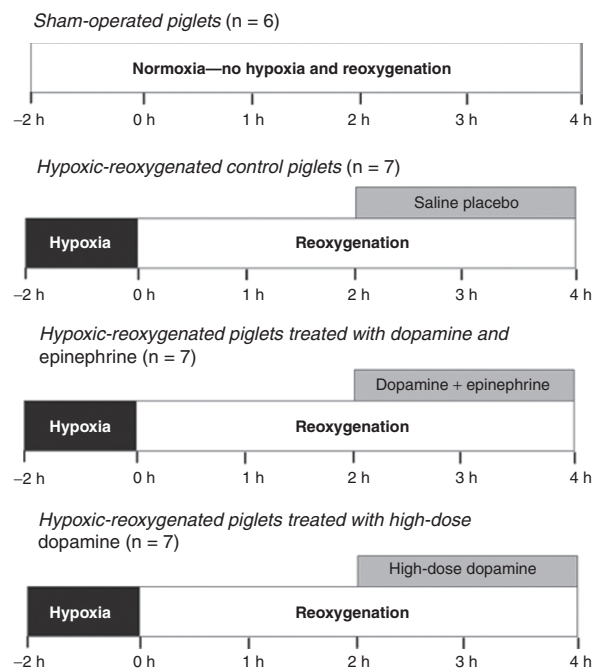 Sham-operated piglets (n = 6)
Normoxia—no hypoxia and reoxygenation
–2 h 0 h 1 h 2 h 3 h 4 h
Hypoxic-reoxygenated control piglets (n = 7)
Saline placebo
Hypoxia Reoxygenation
–2 h 0 h 1 h 2 h 3 h 4 h
Hypoxic-reoxygenated piglets treated with dopamine and
epinephrine (n = 7)
Dopamine + epinephrine
Hypoxia Reoxygenation
–2 h 0 h 1 h 2 h 3 h 4 h
Hypoxic-reoxygenated piglets treated with high-dose
dopamine (n = 7)
High-dose dopamine
Hypoxia Reoxygenation
–2 h 0 h 1 h 2 h 3 h 4 h